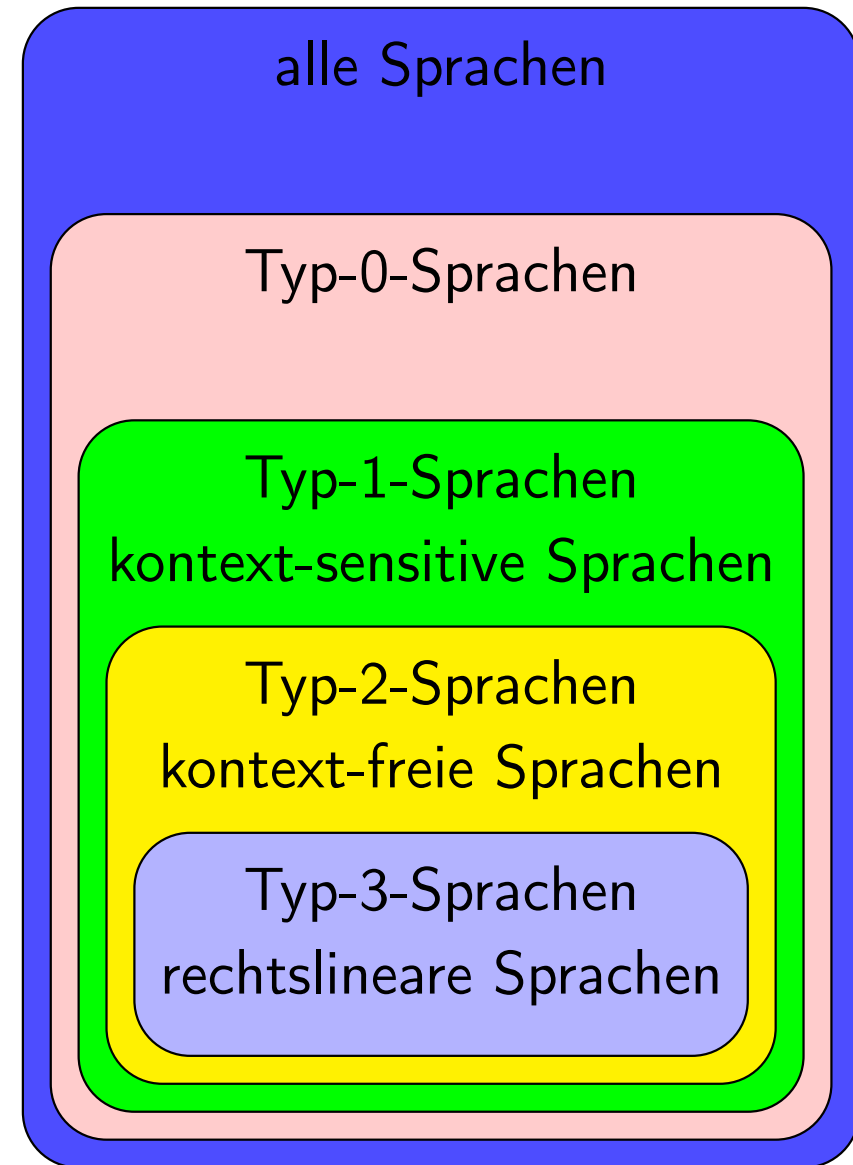 alle Sprachen
Typ-0-Sprachen
Typ-1-Sprachen
kontext-sensitive Sprachen
Typ-2-Sprachen
kontext-freie Sprachen
Typ-3-Sprachen
rechtslineare Sprachen